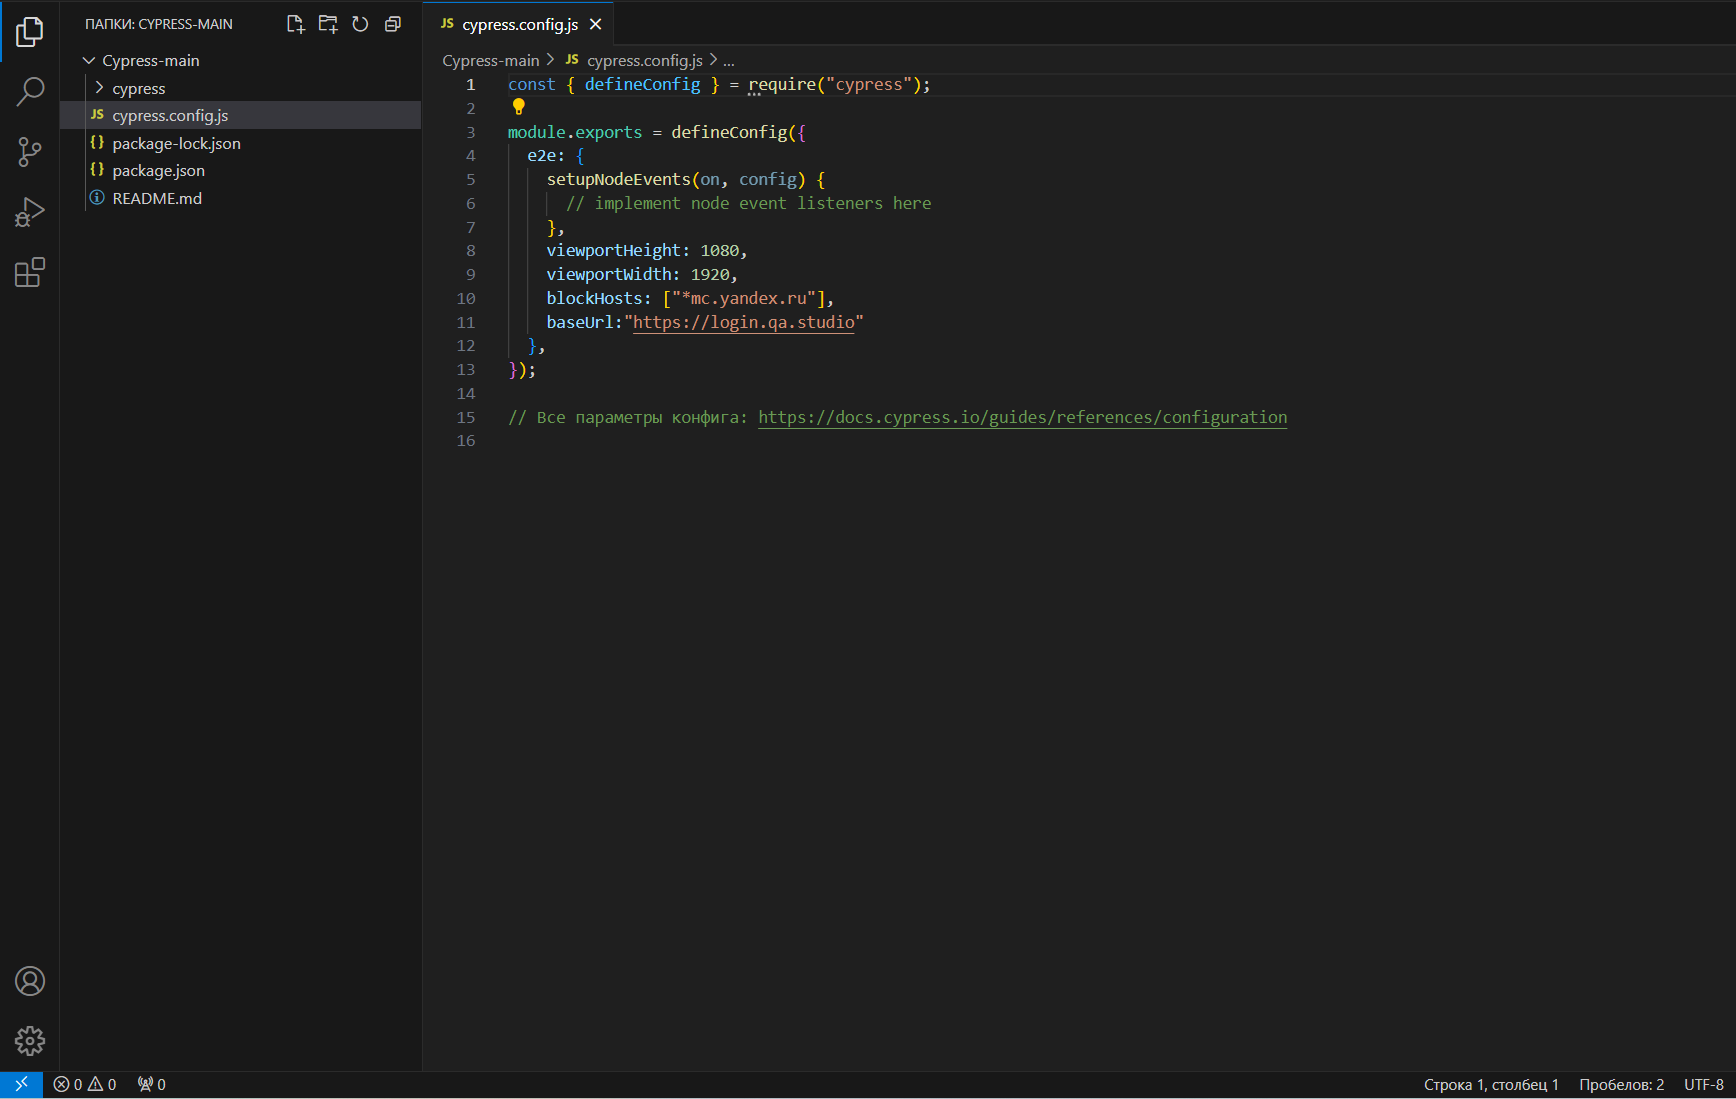 ПАПКИ: CYPRESS-MAIN
Cypress-main
cypress
JS cypress.config.js
{} package-lock.json
{} package.json
README.md
JS cypress.config.js
Cypress-main > JS cypress.config.js > ...
1 const { defineConfig } = require("cypress");
2
3 module.exports = defineConfig({
4 e2e: {
5 setupNodeEvents(on, config) {
6 // implement node event listeners here
7 },
8 viewportHeight: 1080,
9 viewportWidth: 1920,
10 blockHosts: ["*mc.yandex.ru"],
11 baseUrl:"https://login.qa.studio"
12 },
13 });
14
15 // Все параметры конфига: https://docs.cypress.io/guides/references/configuration
16
0 0 0
Строка 1, столбец 1 Пробелов: 2 UTF-8